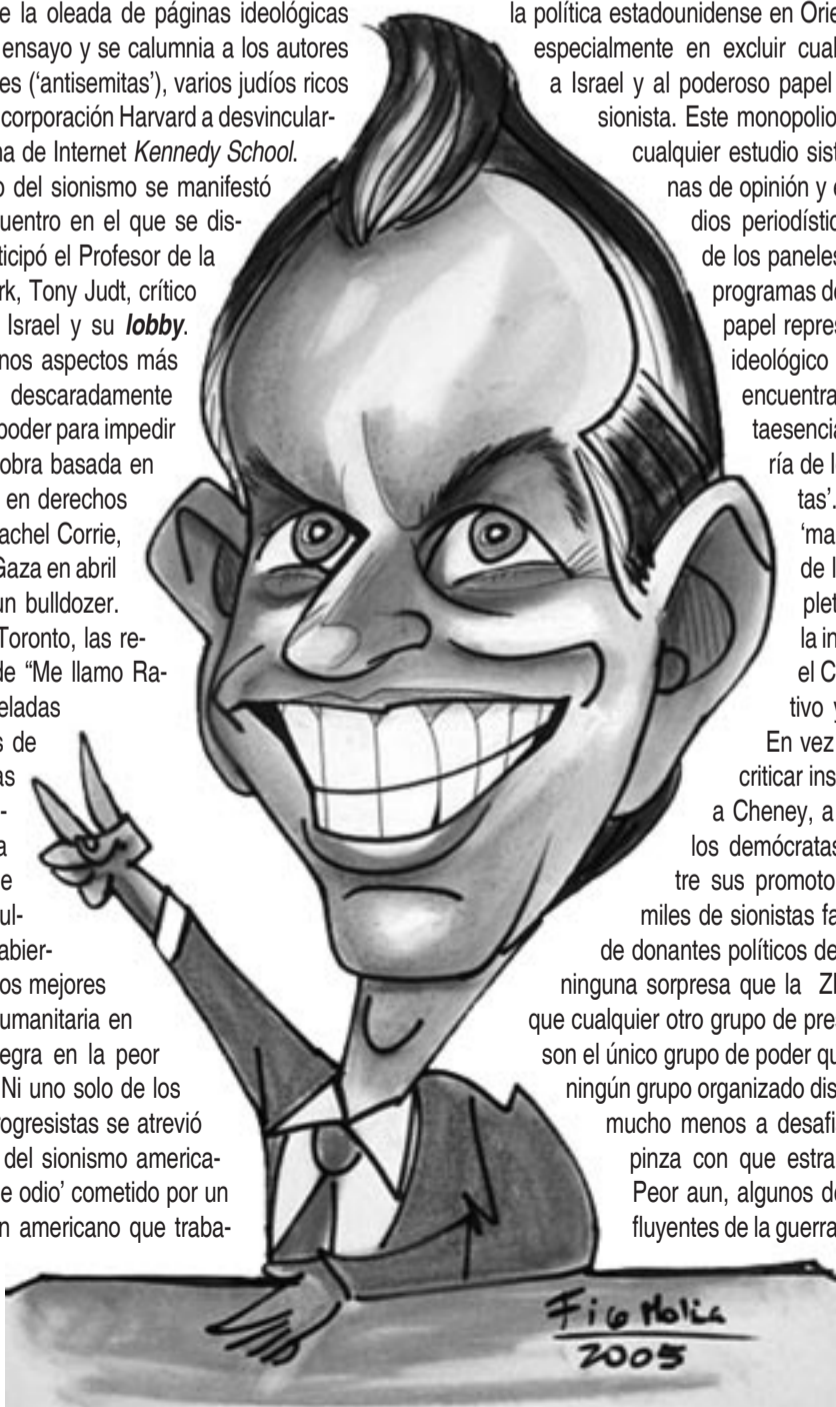 e la oleada de páginas ideológicas
ensayo y se calumnia a los autores
es (‘antisemitas’), varios judíos ricos
corporación Harvard a desvincular-
na de Internet Kennedy School.
o del sionismo se manifestó
uentro en el que se dis-
ticipó el Profesor de la
rk, Tony Judt, crítico
Israel y su lobby.
nos aspectos más
descaradamente
poder para impedir
obra basada en
en derechos
achel Corrie,
Gaza en abril
un bulldozer.
Toronto, las re-
de “Me llamo Ra-
eladas
s de
as
-
a
e
ul-
abier-
os mejores
umanitaria en
egra en la peor
Ni uno solo de los
rogresistas se atrevió
del sionismo america-
e odio’ cometido por un
n americano que traba-
la política estadounidense en Orie
especialmente en excluir cual
a Israel y al poderoso papel
sionista. Este monopolio
cualquier estudio sist
nas de opinión y e
dios periodístic
de los paneles
programas de
papel repres
ideológico
encuentra
taesencia
ría de l
tas’.
‘ma
de l
plet
la in
el C
tivo y
En vez
criticar ins
a Cheney, a
los demócratas
tre sus promoto
miles de sionistas fa
de donantes políticos de
ninguna sorpresa que la ZI
que cualquier otro grupo de pre
son el único grupo de poder qu
ningún grupo organizado dis
mucho menos a desafi
pinza con que estra
Peor aun, algunos de
fluyentes de la guerra
2005